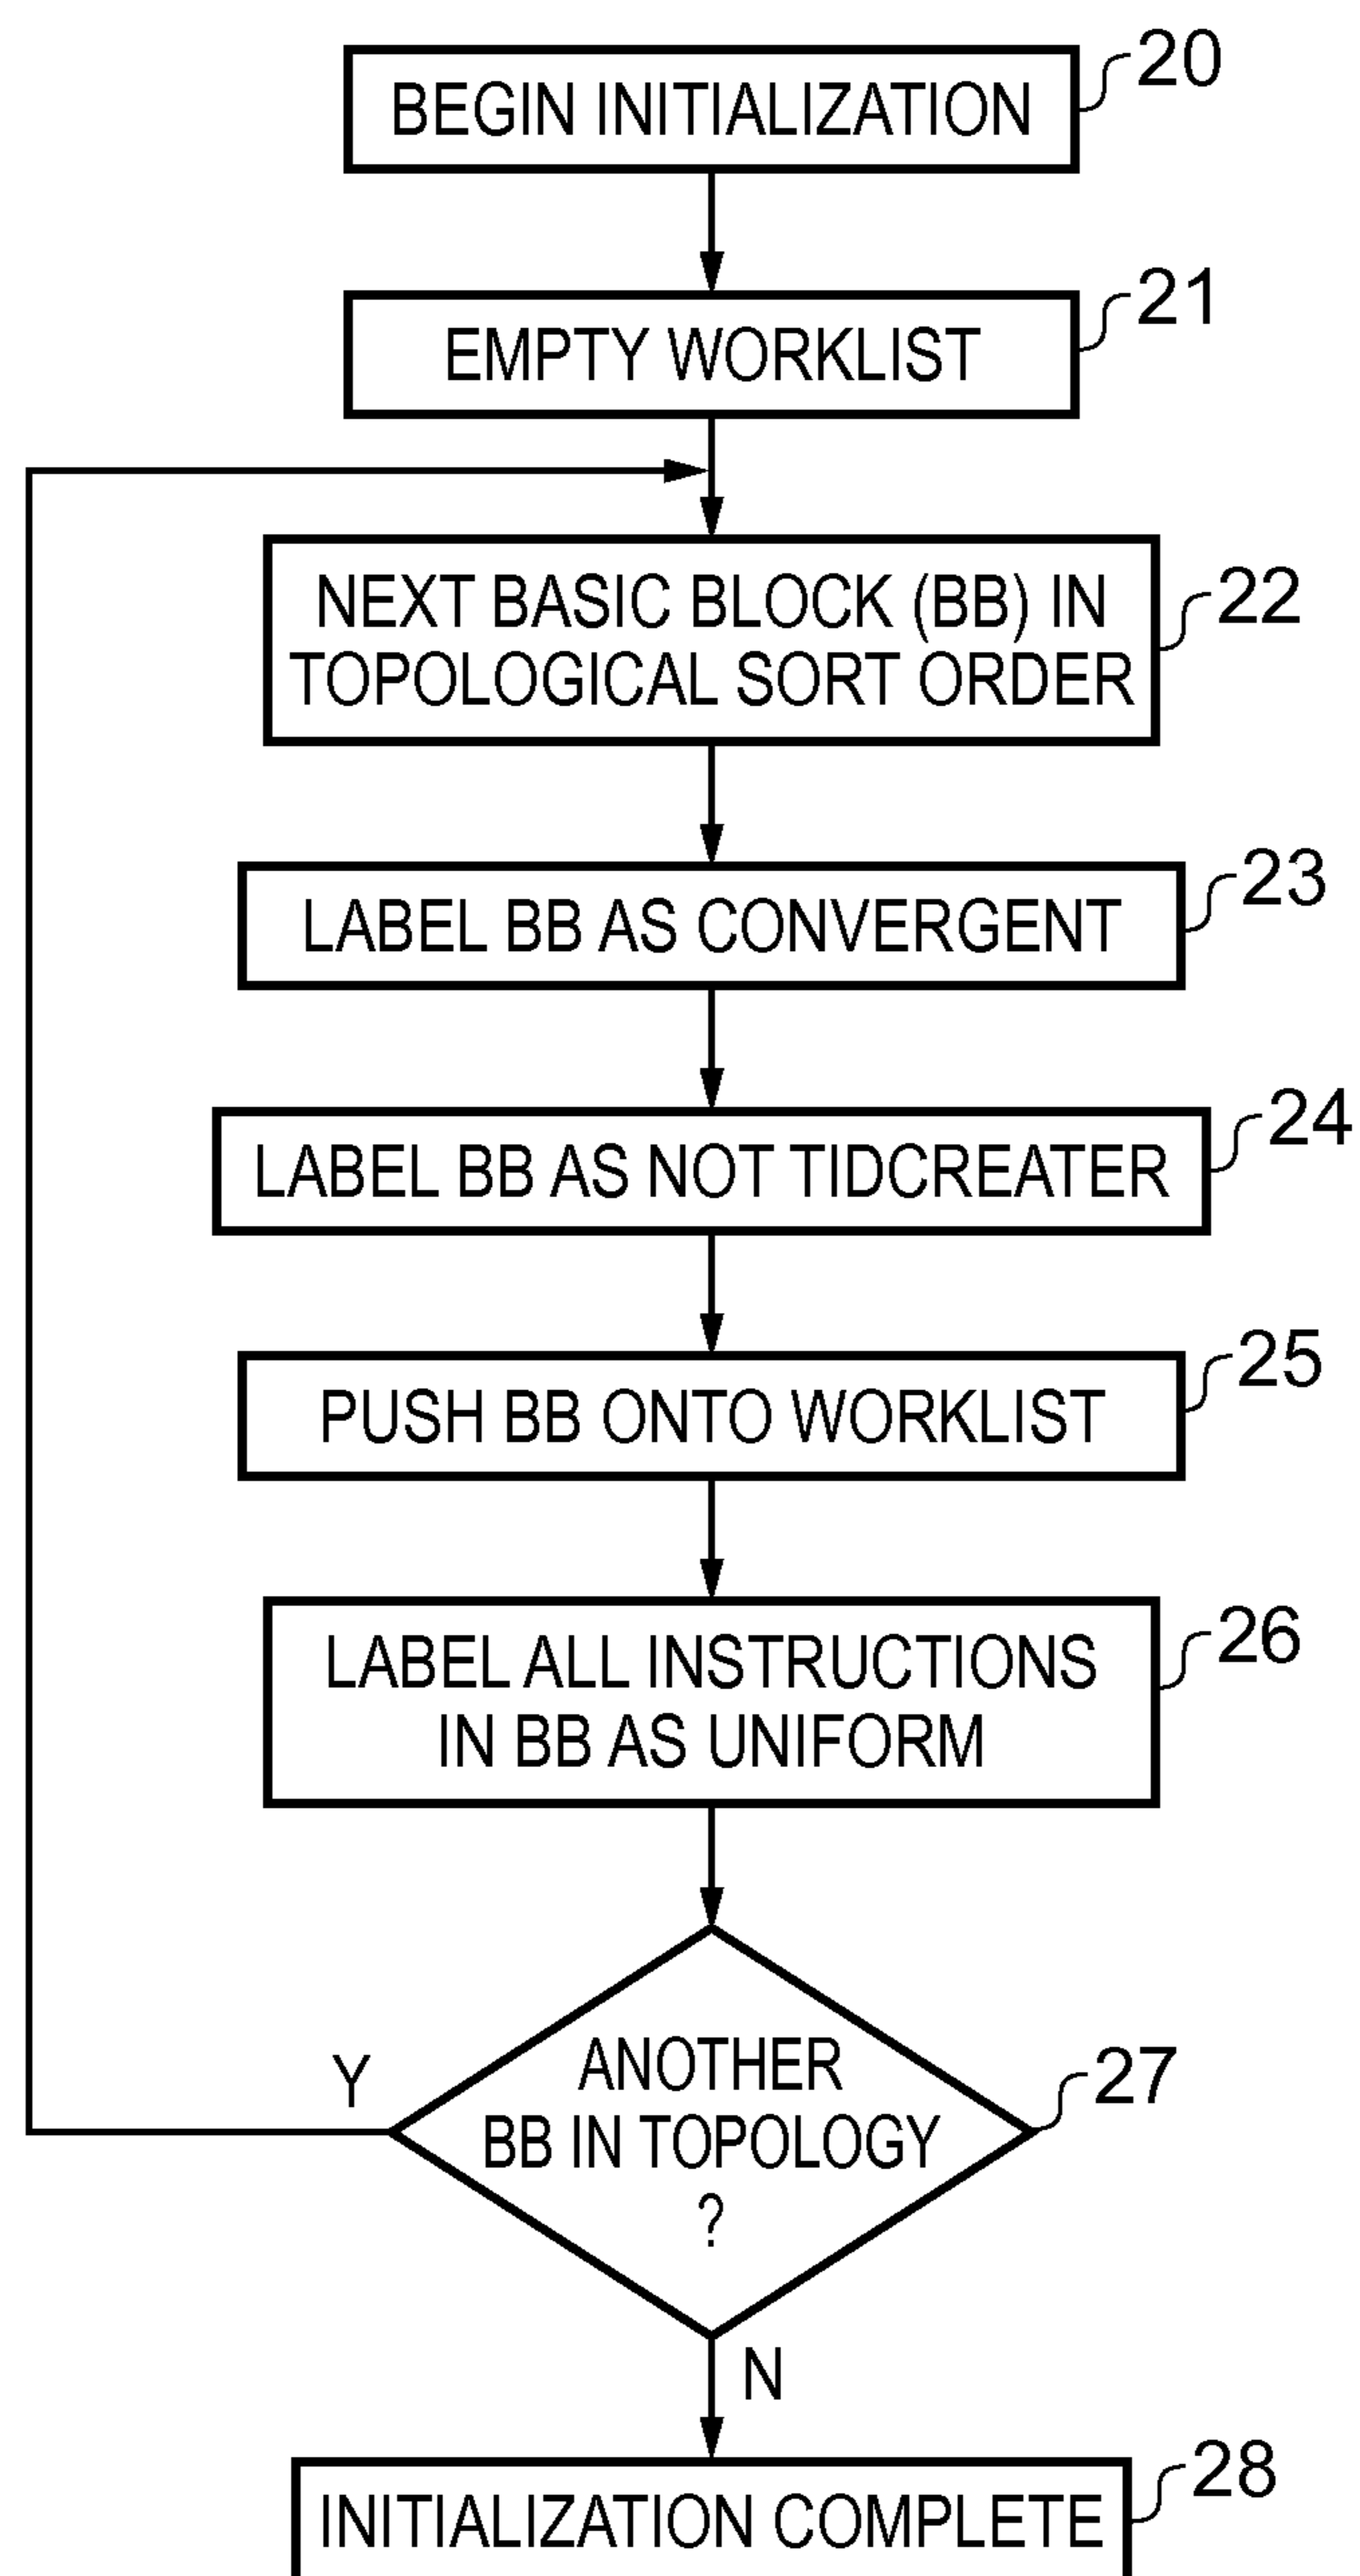 20
BEGIN INITIALIZATION
21
EMPTY WORKLIST
22
NEXT BASIC BLOCK (BB) IN
TOPOLOGICAL SORT ORDER
23
LABEL BB AS CONVERGENT
24
LABEL BB AS NOT TIDCREATER
25
PUSH BB ONTO WORKLIST
26
LABEL ALL INSTRUCTIONS
IN BB AS UNIFORM
27
ANOTHER
BB IN TOPOLOGY
?
Y
N
28
INITIALIZATION COMPLETE